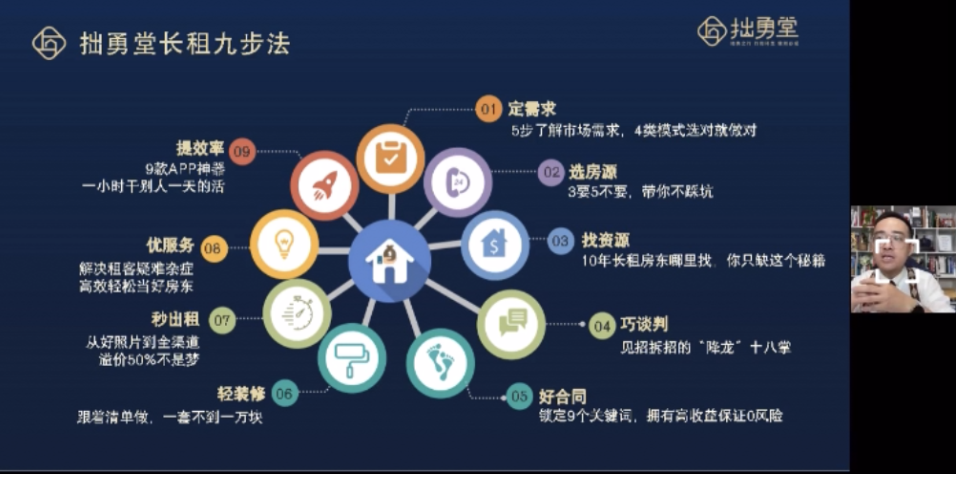 拙勇堂长租九步法
拙勇堂
01 定需求
5步了解市场需求，4类模式选对就做对
02 选房源
3要5不要，带你不踩坑
24
03 找资源
10年长租房东哪里找，你只缺这个秘籍
$
04 巧谈判
见招拆招的“降龙”十八掌
05 好合同
锁定9个关键词，拥有高收益保证0风险
轻装修 06
跟着清单做，一套不到一万块
秒出租 07
从好照片到全渠道
溢价50%不是梦
优服务 08
解决租客疑难杂症
高效轻松当好房东
提效率 09
9款APP神器
一小时干别人一天的活